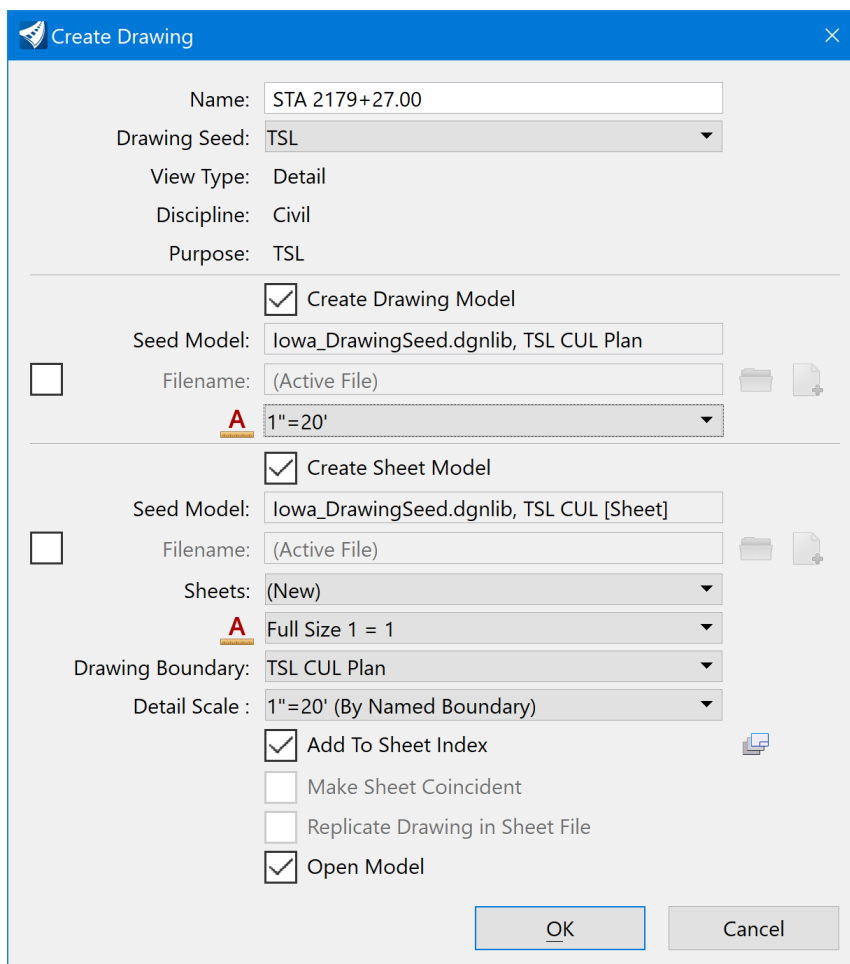 Create Drawing
Name: STA 2179+27.00
Drawing Seed: TSL
View Type: Detail
Discipline: Civil
Purpose: TSL
Create Drawing Model
Seed Model: Iowa_DrawingSeed.dgnlib, TSL CUL Plan
Filename: (Active File)
A 1"=20'
Create Sheet Model
Seed Model: Iowa_DrawingSeed.dgnlib, TSL CUL [Sheet]
Filename: (Active File)
Sheets: (New)
A Full Size 1 = 1
Drawing Boundary: TSL CUL Plan
Detail Scale : 1"=20' (By Named Boundary)
Add To Sheet Index
Make Sheet Coincident
Replicate Drawing in Sheet File
Open Model
OK Cancel